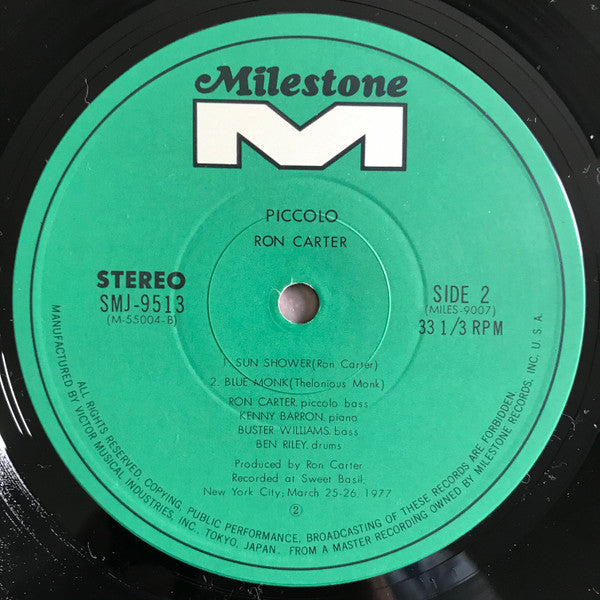 Milestone
M
PICCOLO
RON CARTER
STEREO
SMJ-9513
(M-55004-B)
SIDE 2
(MILES-9007)
33 1/3 RPM
1. SUN SHOWER(Ron Carter)
2. BLUE MONK(Thelonious Monk)
RON CARTER, piccolo bass
KENNY BARRON, piano
BUSTER WILLIAMS, bass
BEN RILEY, drums
Produced by Ron Carter
Recorded at Sweet Basil,
New York City; March 25-26, 1977
②
MANUFACTURED BY VICTOR MUSICAL INDUSTRIES, INC., TOKYO, JAPAN. FROM A MASTER RECORDING OWNED BY MILESTONE RECORDS, INC, U.S.A.
ALL RIGHTS RESERVED. COPYING, PUBLIC PERFORMANCE, BROADCASTING OF THESE RECORDS ARE FORBIDDEN.